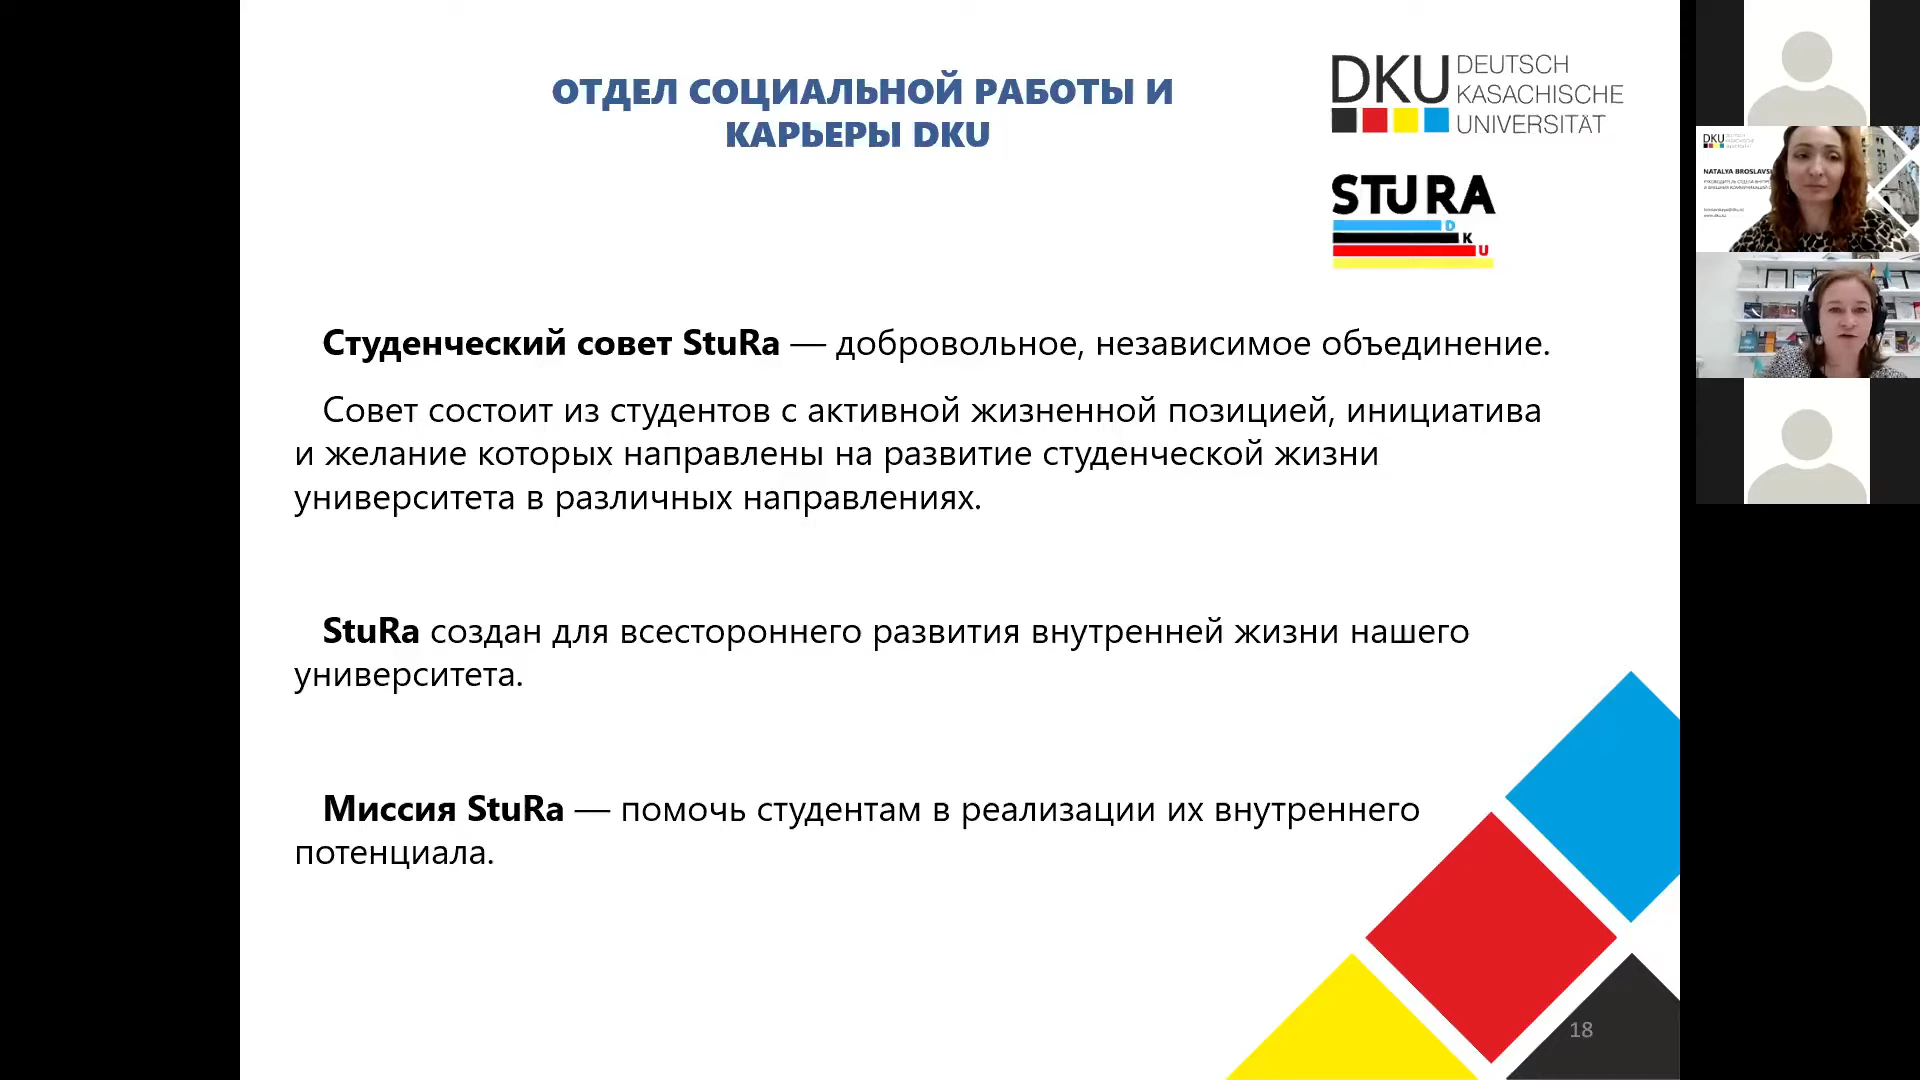 ОТДЕЛ СОЦИАЛЬНОЙ РАБОТЫ И
КАРЬЕРЫ DKU
DKU DEUTSCH
KASACHISCHE
UNIVERSITÄT
STURA
D
K
U
Студенческий совет StuRa — добровольное, независимое объединение.
Совет состоит из студентов с активной жизненной позицией, инициатива
и желание которых направлены на развитие студенческой жизни
университета в различных направлениях.
StuRa создан для всестороннего развития внутренней жизни нашего
университета.
Миссия StuRa — помочь студентам в реализации их внутреннего
потенциала.
18
DKU
NATALYA